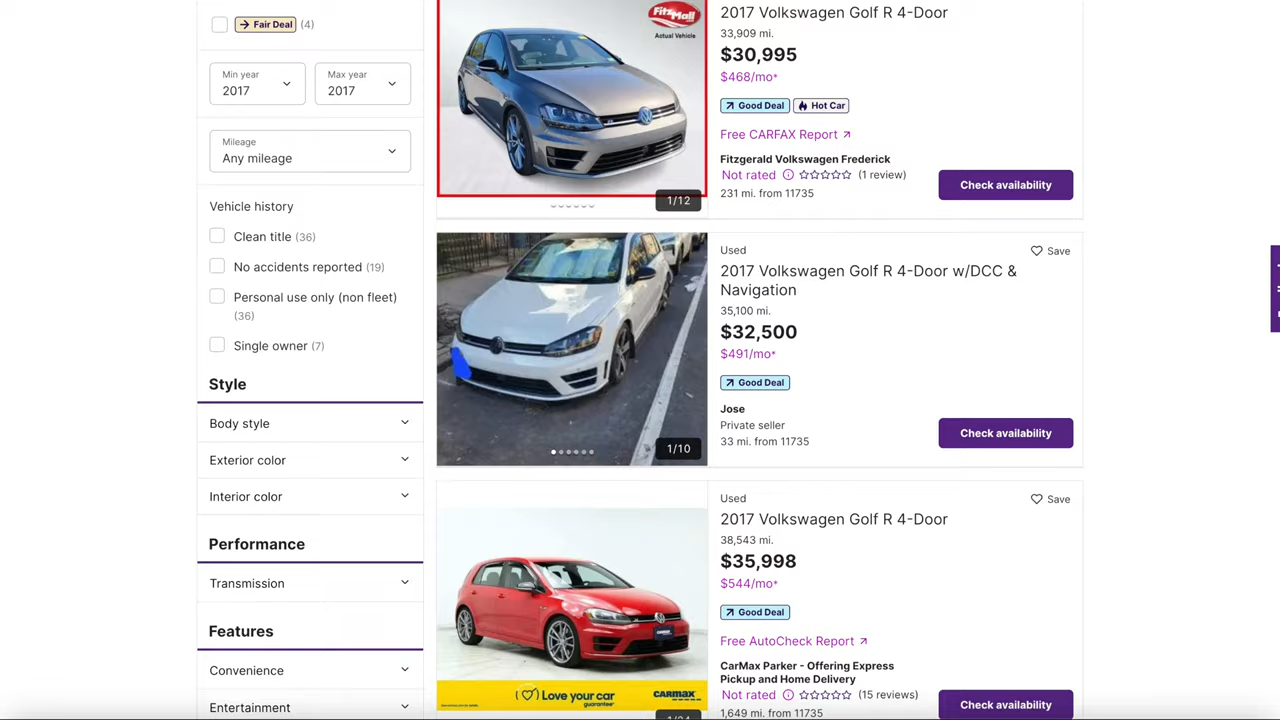 Fair Deal (4)
Min year
2017
Max year
2017
Mileage
Any mileage
Vehicle history
Clean title (36)
No accidents reported (19)
Personal use only (non fleet)
(36)
Single owner (7)
Style
Body style
Exterior color
Interior color
Performance
Transmission
Features
Convenience
Entertainment
FitzMall
Actual Vehicle
1/12
2017 Volkswagen Golf R 4-Door
33,909 mi.
$30,995
$468/mo*
Good Deal
Hot Car
Free CARFAX Report
Fitzgerald Volkswagen Frederick
Not rated (1 review)
231 mi. from 11735
Check availability
1/10
Used
Save
2017 Volkswagen Golf R 4-Door w/DCC &
Navigation
35,100 mi.
$32,500
$491/mo*
Good Deal
Jose
Private seller
33 mi. from 11735
Check availability
CARMAX
Love your car
guarantee
CARMAX
Used
Save
2017 Volkswagen Golf R 4-Door
38,543 mi.
$35,998
$544/mo*
Good Deal
Free AutoCheck Report
CarMax Parker - Offering Express
Pickup and Home Delivery
Not rated (15 reviews)
1,649 mi. from 11735
Check availability